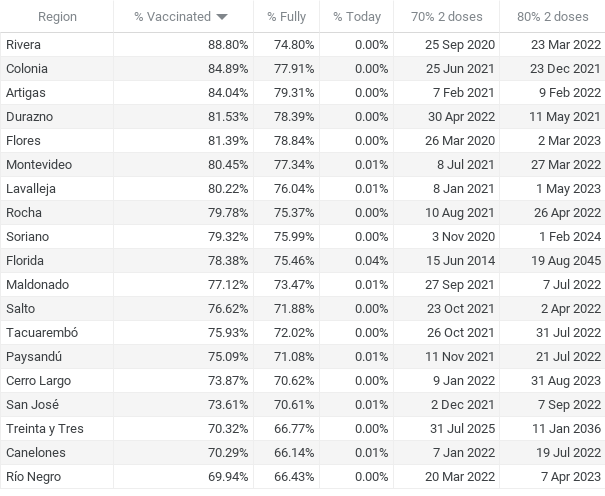 Region % Vaccinated % Fully % Today 70% 2 doses 80% 2 doses
Rivera 88.80% 74.80% 0.00% 25 Sep 2020 23 Mar 2022
Colonia 84.89% 77.91% 0.00% 25 Jun 2021 23 Dec 2021
Artigas 84.04% 79.31% 0.00% 7 Feb 2021 9 Feb 2022
Durazno 81.53% 78.39% 0.00% 30 Apr 2022 11 May 2021
Flores 81.39% 78.84% 0.00% 26 Mar 2020 2 Mar 2023
Montevideo 80.45% 77.34% 0.01% 8 Jul 2021 27 Mar 2022
Lavalleja 80.22% 76.04% 0.01% 8 Jan 2021 1 May 2023
Rocha 79.78% 75.37% 0.00% 10 Aug 2021 26 Apr 2022
Soriano 79.32% 75.99% 0.00% 3 Nov 2020 1 Feb 2024
Florida 78.38% 75.46% 0.04% 15 Jun 2014 19 Aug 2045
Maldonado 77.12% 73.47% 0.01% 27 Sep 2021 7 Jul 2022
Salto 76.62% 71.88% 0.00% 23 Oct 2021 2 Apr 2022
Tacuarembó 75.93% 72.02% 0.00% 26 Oct 2021 31 Jul 2022
Paysandú 75.09% 71.08% 0.01% 11 Nov 2021 21 Jul 2022
Cerro Largo 73.87% 70.62% 0.00% 9 Jan 2022 31 Aug 2023
San José 73.61% 70.61% 0.01% 2 Dec 2021 7 Sep 2022
Treinta y Tres 70.32% 66.77% 0.00% 31 Jul 2025 11 Jan 2036
Canelones 70.29% 66.14% 0.01% 7 Jan 2022 19 Jul 2022
Río Negro 69.94% 66.43% 0.00% 20 Mar 2022 7 Apr 2023